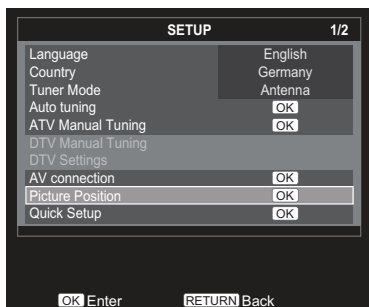 SETUP 1/2
Language English
Country Germany
Tuner Mode Antenna
Auto tuning OK
ATV Manual Tuning OK
DTV Manual Tuning
DTV Settings
AV connection OK
Picture Position OK
Quick Setup OK
OK Enter RETURN Back